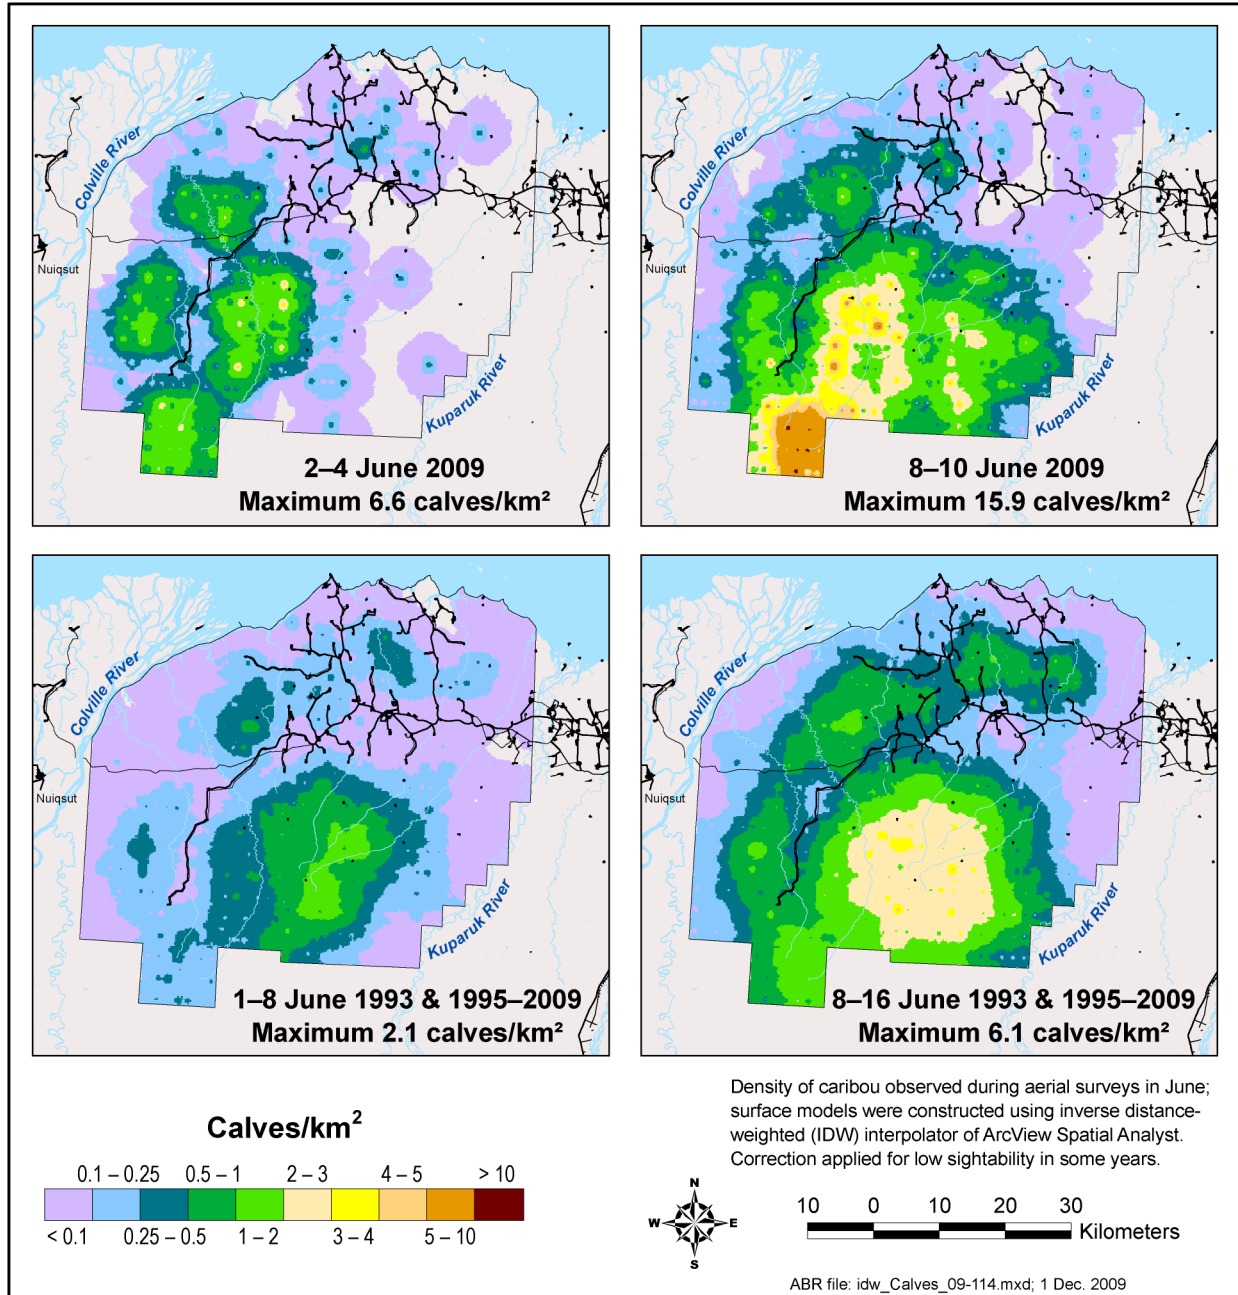 Colville River
Nuiqsut
Kuparuk River
2–4 June 2009
Maximum 6.6 calves/km²
Colville River
Nuiqsut
Kuparuk River
8–10 June 2009
Maximum 15.9 calves/km²
Colville River
Nuiqsut
Kuparuk River
1–8 June 1993 & 1995–2009
Maximum 2.1 calves/km²
Colville River
Nuiqsut
Kuparuk River
8–16 June 1993 & 1995–2009
Maximum 6.1 calves/km²
Calves/km²
0.1 – 0.25 0.5 – 1 2 – 3 4 – 5 > 10
< 0.1 0.25 – 0.5 1 – 2 3 – 4 5 – 10
Density of caribou observed during aerial surveys in June;
surface models were constructed using inverse distance-
weighted (IDW) interpolator of ArcView Spatial Analyst.
Correction applied for low sightability in some years.
N
W E
S
10 0 10 20 30
Kilometers
ABR file: idw_Calves_09-114.mxd; 1 Dec. 2009